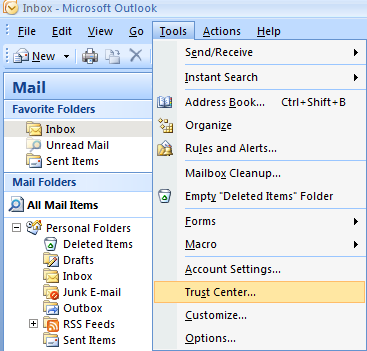 Inbox - Microsoft Outlook
File Edit View Go Tools Actions Help
New
Mail
Favorite Folders
Inbox
Unread Mail
Sent Items
Mail Folders
All Mail Items
Personal Folders
Deleted Items
Drafts
Inbox
Junk E-mail
Outbox
RSS Feeds
Sent Items
Send/Receive
Instant Search
Address Book... Ctrl+Shift+B
Organize
Rules and Alerts...
Mailbox Cleanup...
Empty "Deleted Items" Folder
Forms
Macro
Account Settings...
Trust Center...
Customize...
Options...